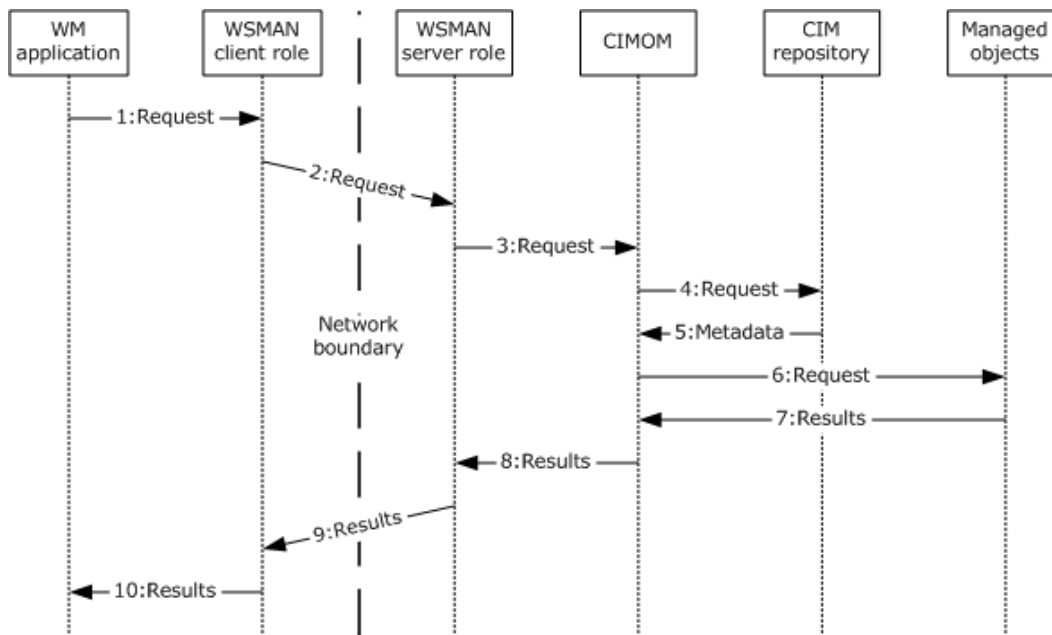 WM
application
WSMAN
client role
WSMAN
server role
CIMOM
CIM
repository
Managed
objects
1:Request
2:Request
3:Request
4:Request
Network
boundary
5:Metadata
6:Request
7:Results
8:Results
9:Results
10:Results